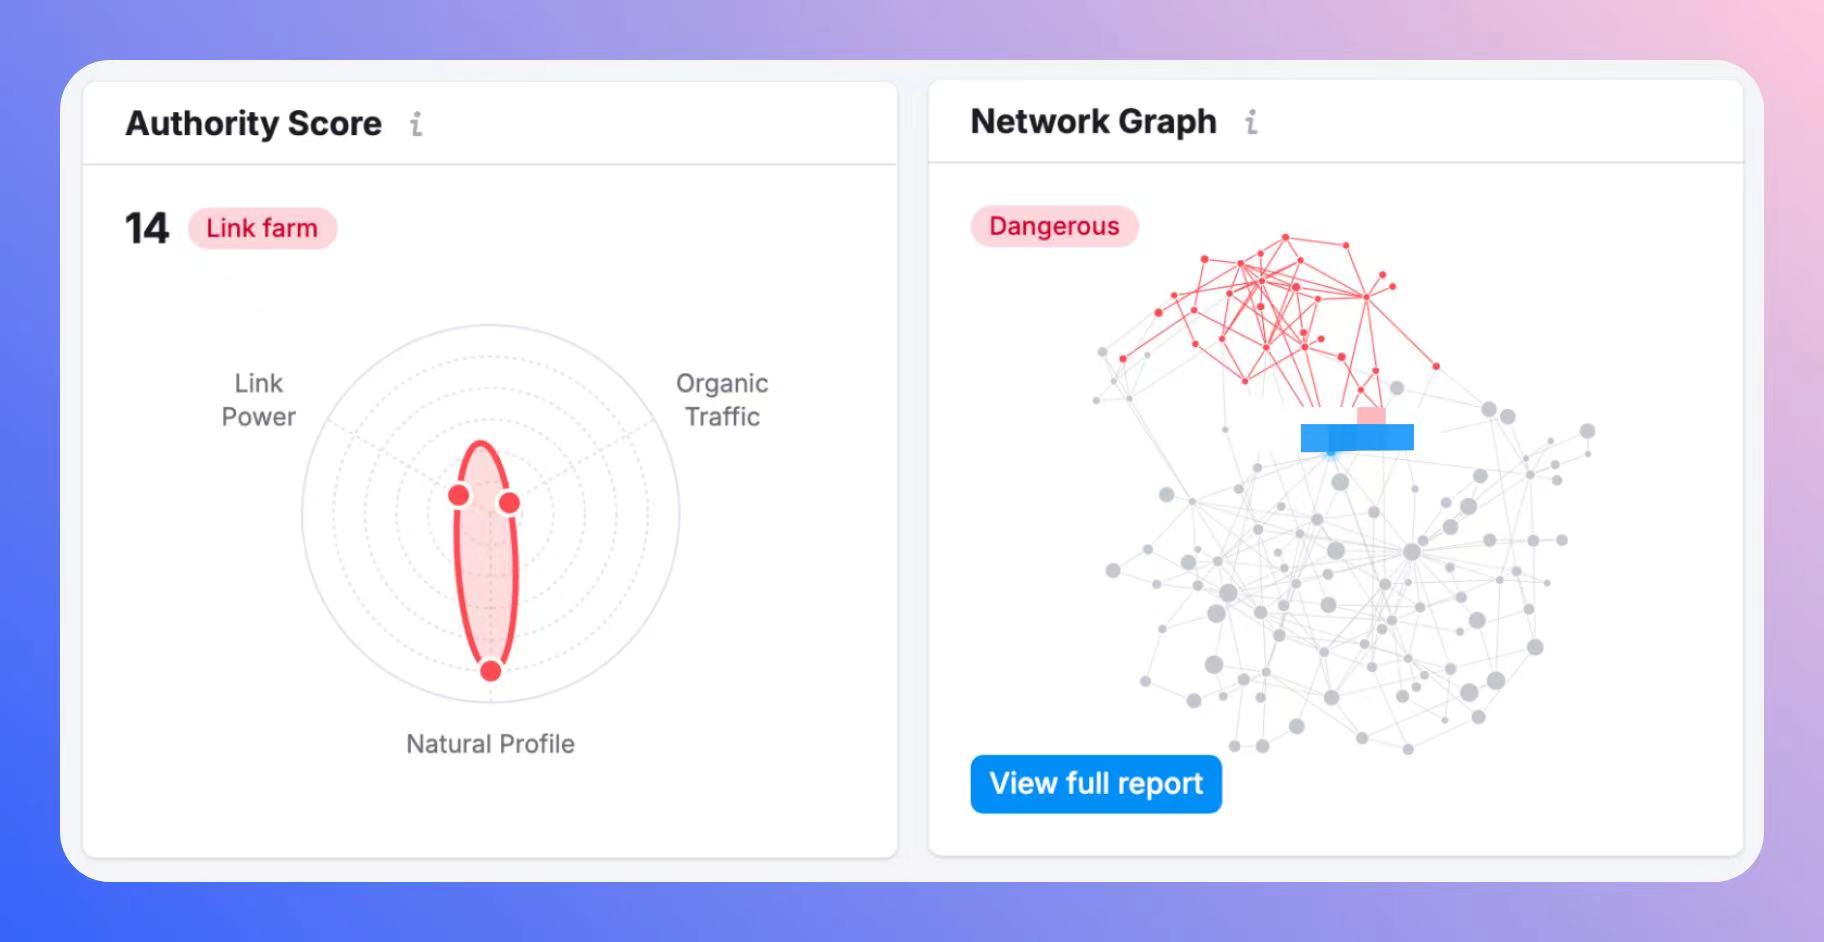 Authority Score i
14 Link farm
Link
Power
Organic
Traffic
Natural Profile
Network Graph i
Dangerous
View full report